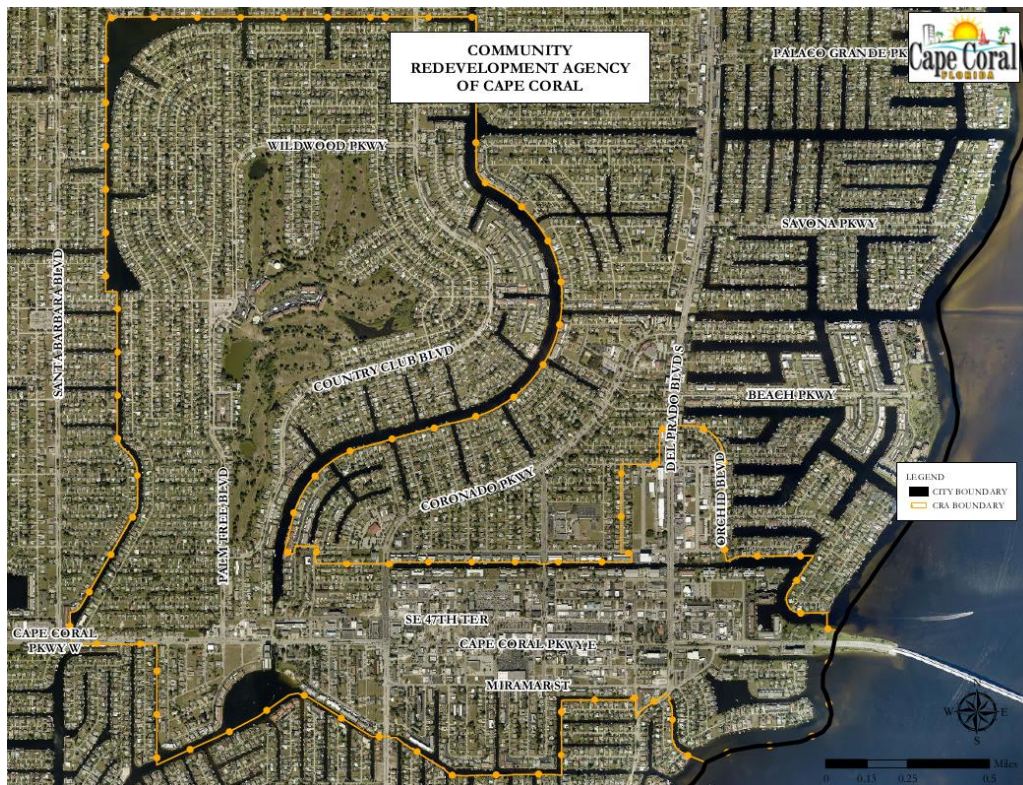 COMMUNITY
REDEVELOPMENT AGENCY
OF CAPE CORAL
PALACO GRANDE PK
Cape Coral
FLORIDA
WILDWOOD PKWY
SAVONA PKWY
SANTA BARBARA BLVD
COUNTRY CLUB BLVD
DEL PRADO BLVD S
BEACH PKWY
CORONADO PKWY
ORCHID BLVD
PALM TREE BLVD
LEGEND
CITY BOUNDARY
CRA BOUNDARY
SE 47TH TER
CAPE CORAL
PKWY W
CAPE CORAL PKWY E
MIRAMAR ST
N
W E
S
Miles
0 0.13 0.25 0.5